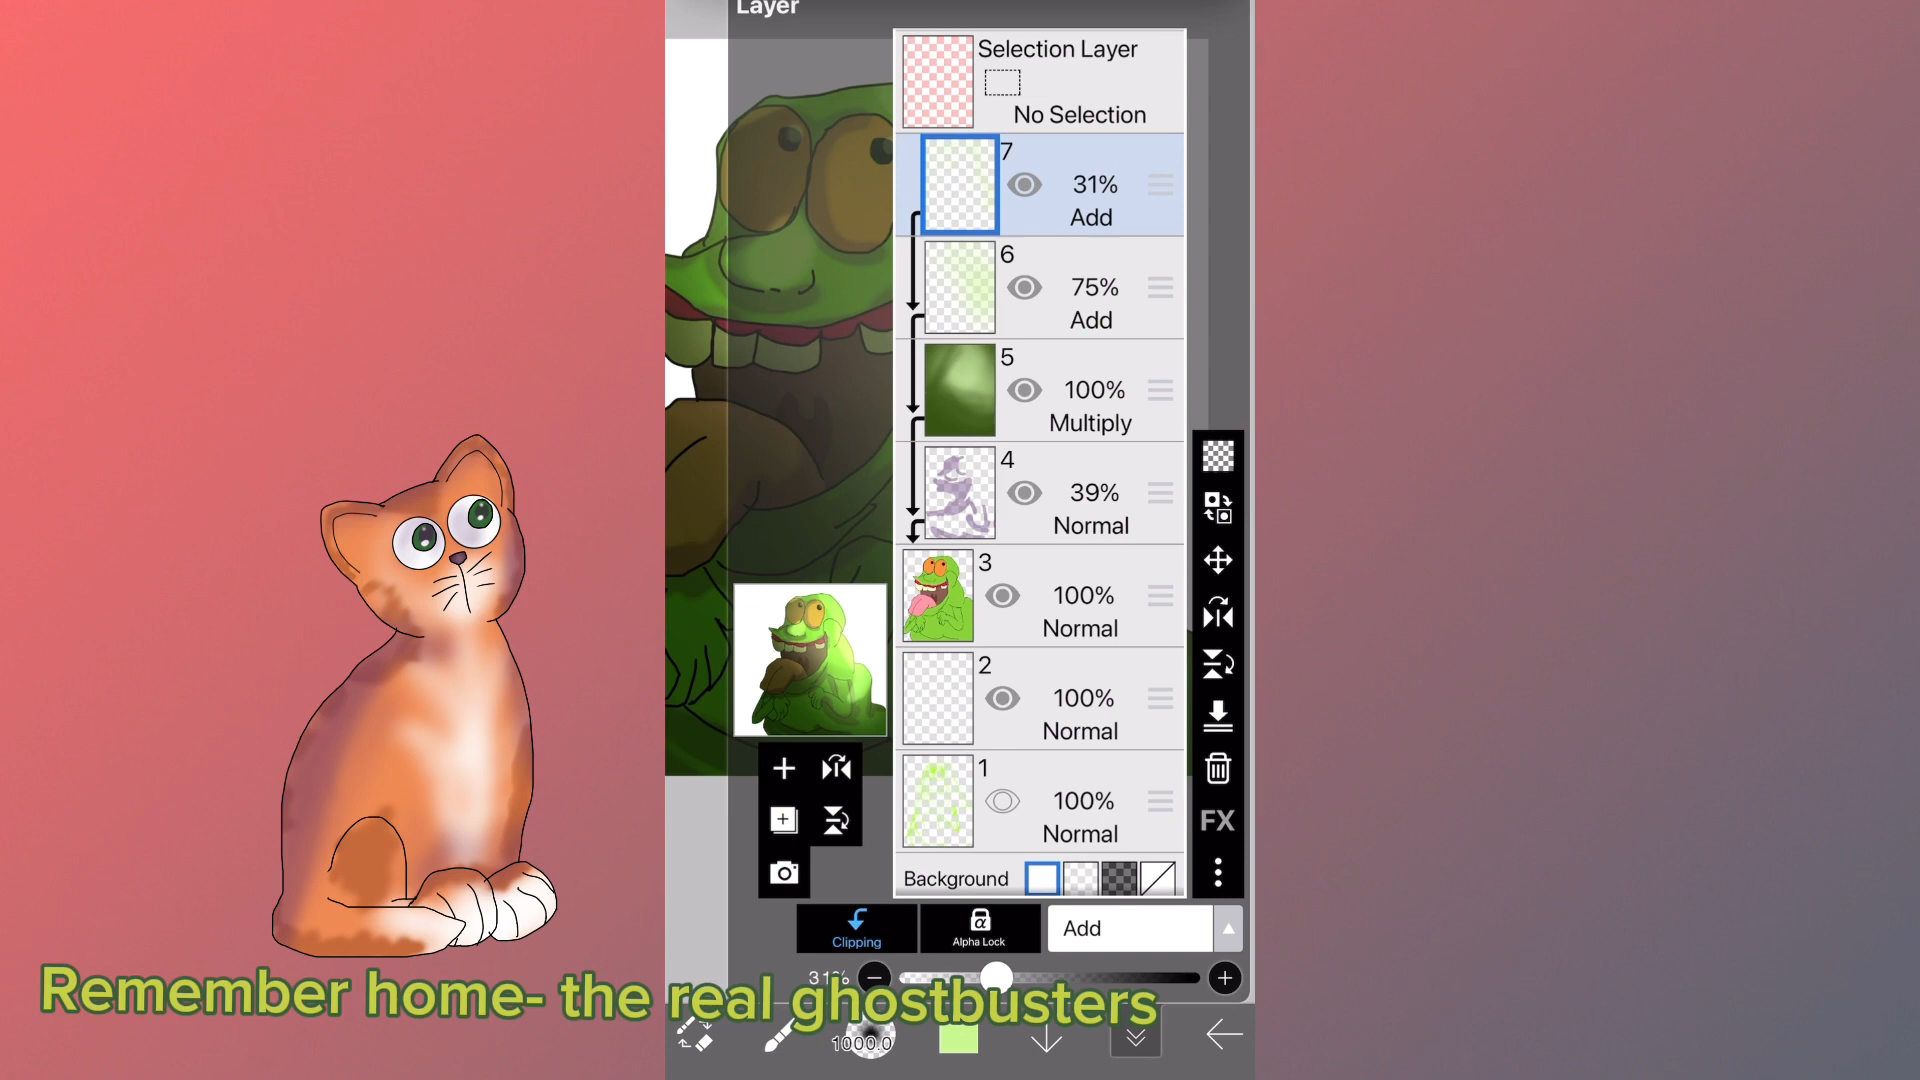 Layer
Selection Layer
No Selection
7
31%
Add
6
75%
Add
5
100%
Multiply
4
39%
Normal
3
100%
Normal
2
100%
Normal
1
100%
Normal
FX
Background
Clipping
α
Alpha Lock
Add
31%
Remember home- the real ghostbusters
1000.0